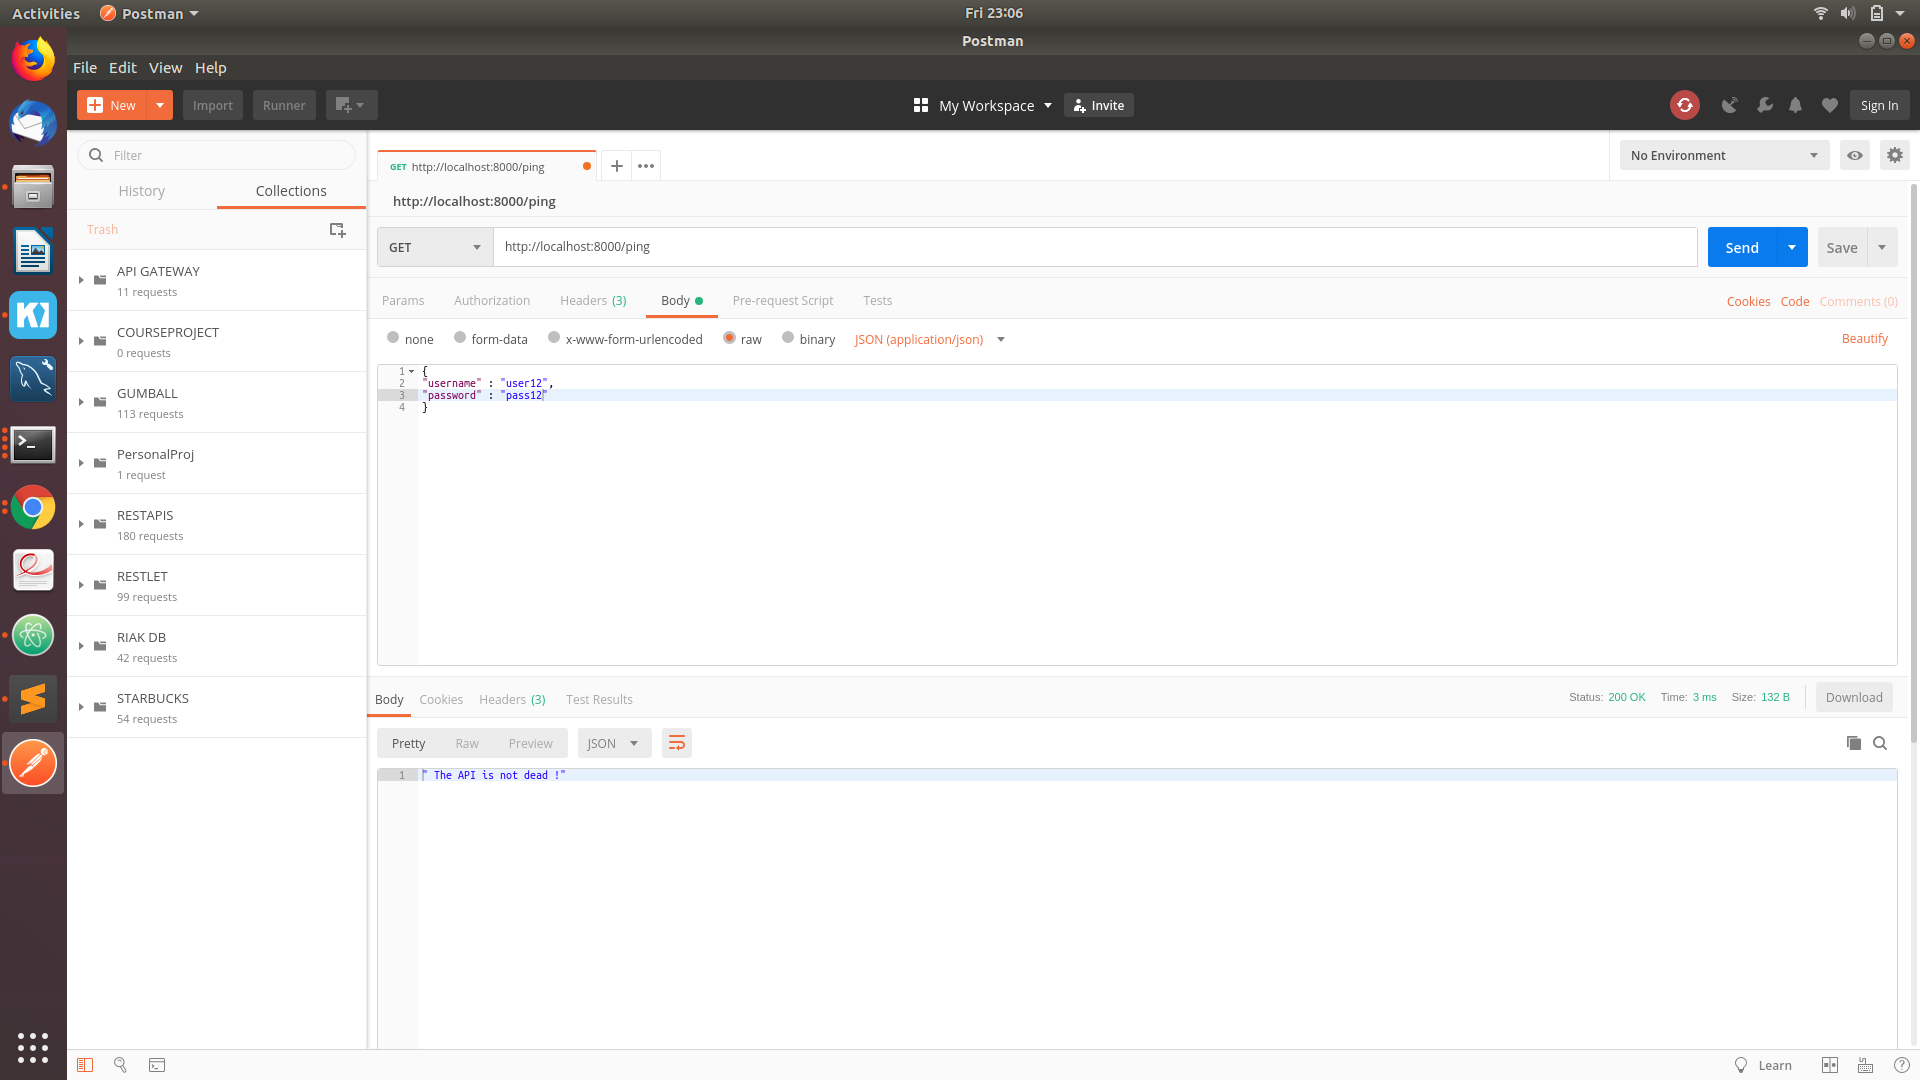 Activities Postman Fri 23:06
Postman
File Edit View Help
New Import Runner My Workspace Invite Sign In
Filter
History Collections
Trash
API GATEWAY
11 requests
COURSEPROJECT
0 requests
GUMBALL
113 requests
PersonalProj
1 request
RESTAPIS
180 requests
RESTLET
99 requests
RIAK DB
42 requests
STARBUCKS
54 requests
GET http://localhost:8000/ping No Environment
http://localhost:8000/ping
GET http://localhost:8000/ping Send Save
Params Authorization Headers (3) Body Pre-request Script Tests Cookies Code Comments (0)
none form-data x-www-form-urlencoded raw binary JSON (application/json) Beautify
1 {
2 "username" : "user12",
3 "password" : "pass12"
4 }
Body Cookies Headers (3) Test Results Status: 200 OK Time: 3 ms Size: 132 B Download
Pretty Raw Preview JSON
1 " The API is not dead !"
Learn